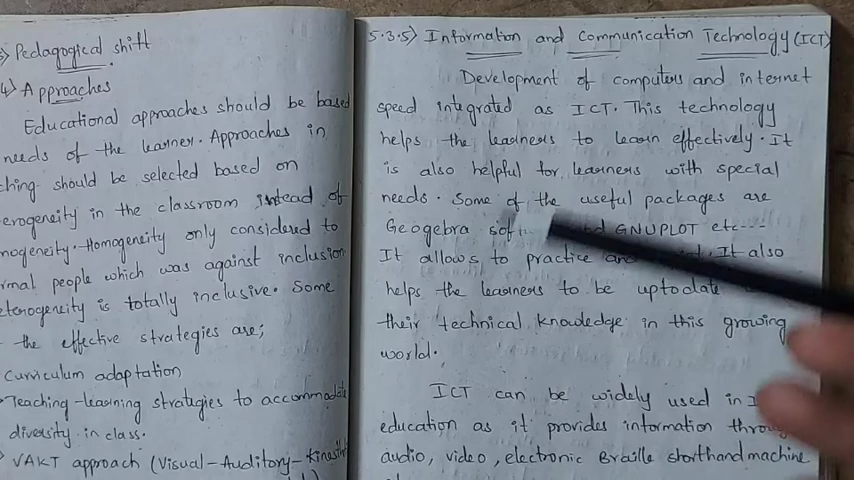 Pedagogical shift
4) Approaches
Educational approaches should be based
needs of the learner. Approaches in
should be selected based on
in the classroom instead of
Homogeneity only considered to
people which was against inclusion
is totally inclusive. Some
the effective strategies are;
Curriculum adaptation
Teaching-learning strategies to accommodate
diversity in class.
VAKT approach (Visual-Auditory-
5.3.5) Information and Communication Technology (ICT)
Development of computers and internet
speed integrated as ICT. This technology
helps the learners to learn effectively. It
is also helpful for learners with special
needs. Some of the useful packages are
Geogebra GNUPLOT etc----
It allows to practice It also
helps the learners to be uptodate
their technical knowledge in this growing
world.
ICT can be widely used in
education as it provides information
audio, video, electronic Braille shorthand machine